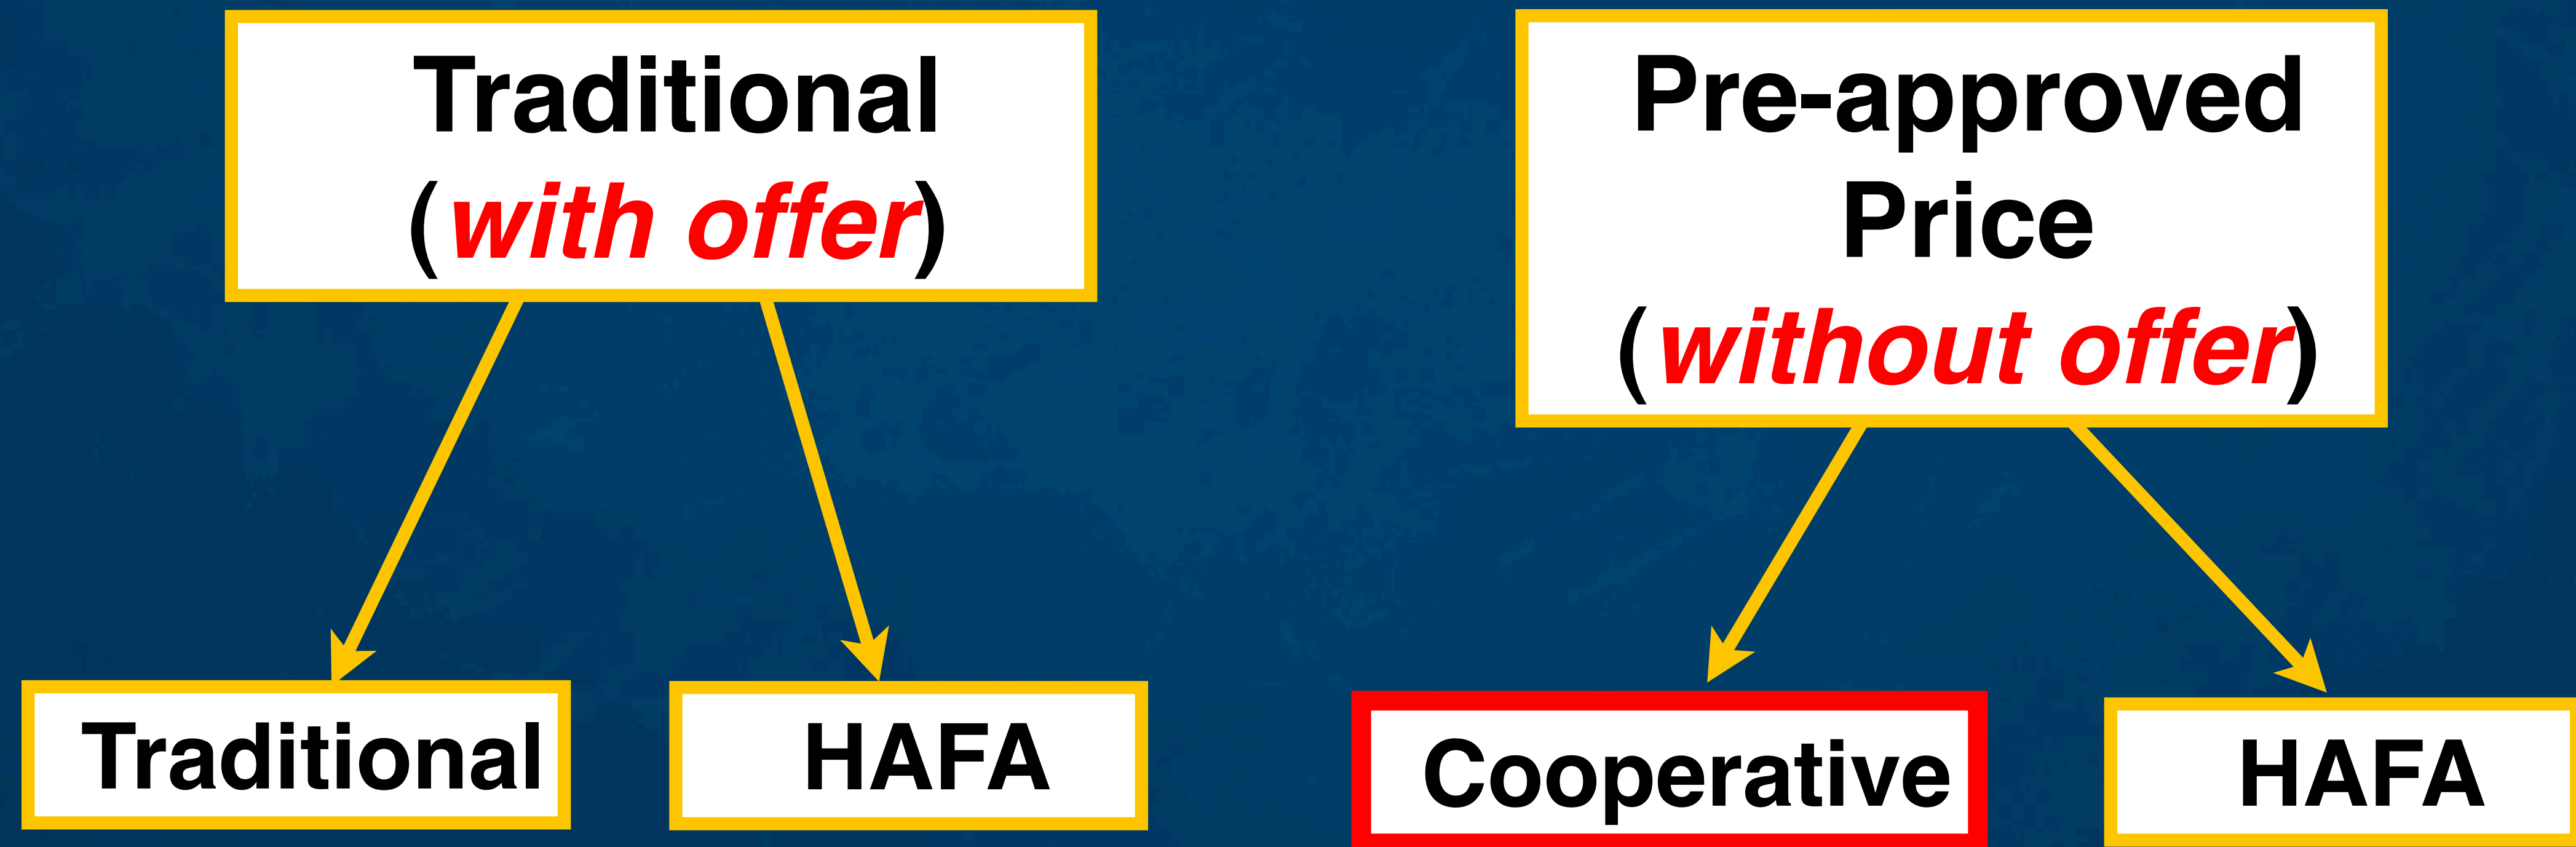 Traditional
(with offer)
Pre-approved
Price
(without offer)
Traditional
HAFA
Cooperative
HAFA